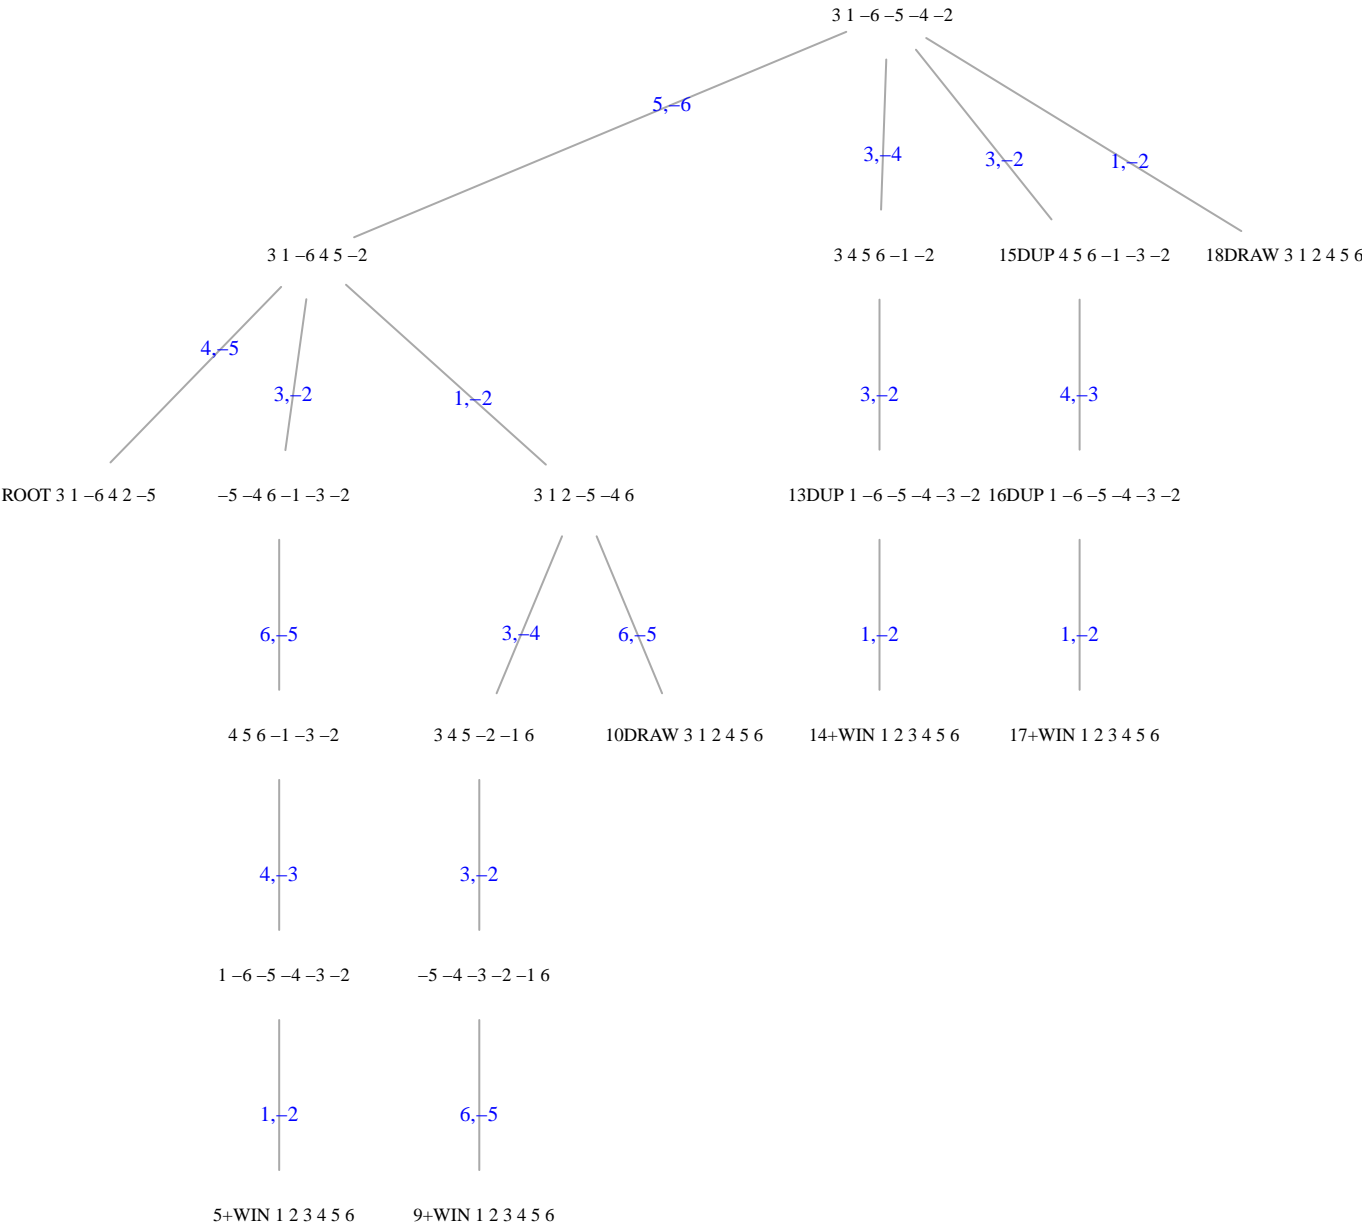 3 1 –6 –5 –4 –2
5,–6
3,–4
3,–2
1,–2
3 1 –6 4 5 –2
3 4 5 6 –1 –2
15DUP 4 5 6 –1 –3 –2
18DRAW 3 1 2 4 5 6
4,–5
3,–2
1,–2
3,–2
4,–3
ROOT 3 1 –6 4 2 –5
–5 –4 6 –1 –3 –2
3 1 2 –5 –4 6
13DUP 1 –6 –5 –4 –3 –2
16DUP 1 –6 –5 –4 –3 –2
6,–5
3,–4
6,–5
1,–2
1,–2
4 5 6 –1 –3 –2
3 4 5 –2 –1 6
10DRAW 3 1 2 4 5 6
14+WIN 1 2 3 4 5 6
17+WIN 1 2 3 4 5 6
4,–3
3,–2
1 –6 –5 –4 –3 –2
–5 –4 –3 –2 –1 6
1,–2
6,–5
5+WIN 1 2 3 4 5 6
9+WIN 1 2 3 4 5 6